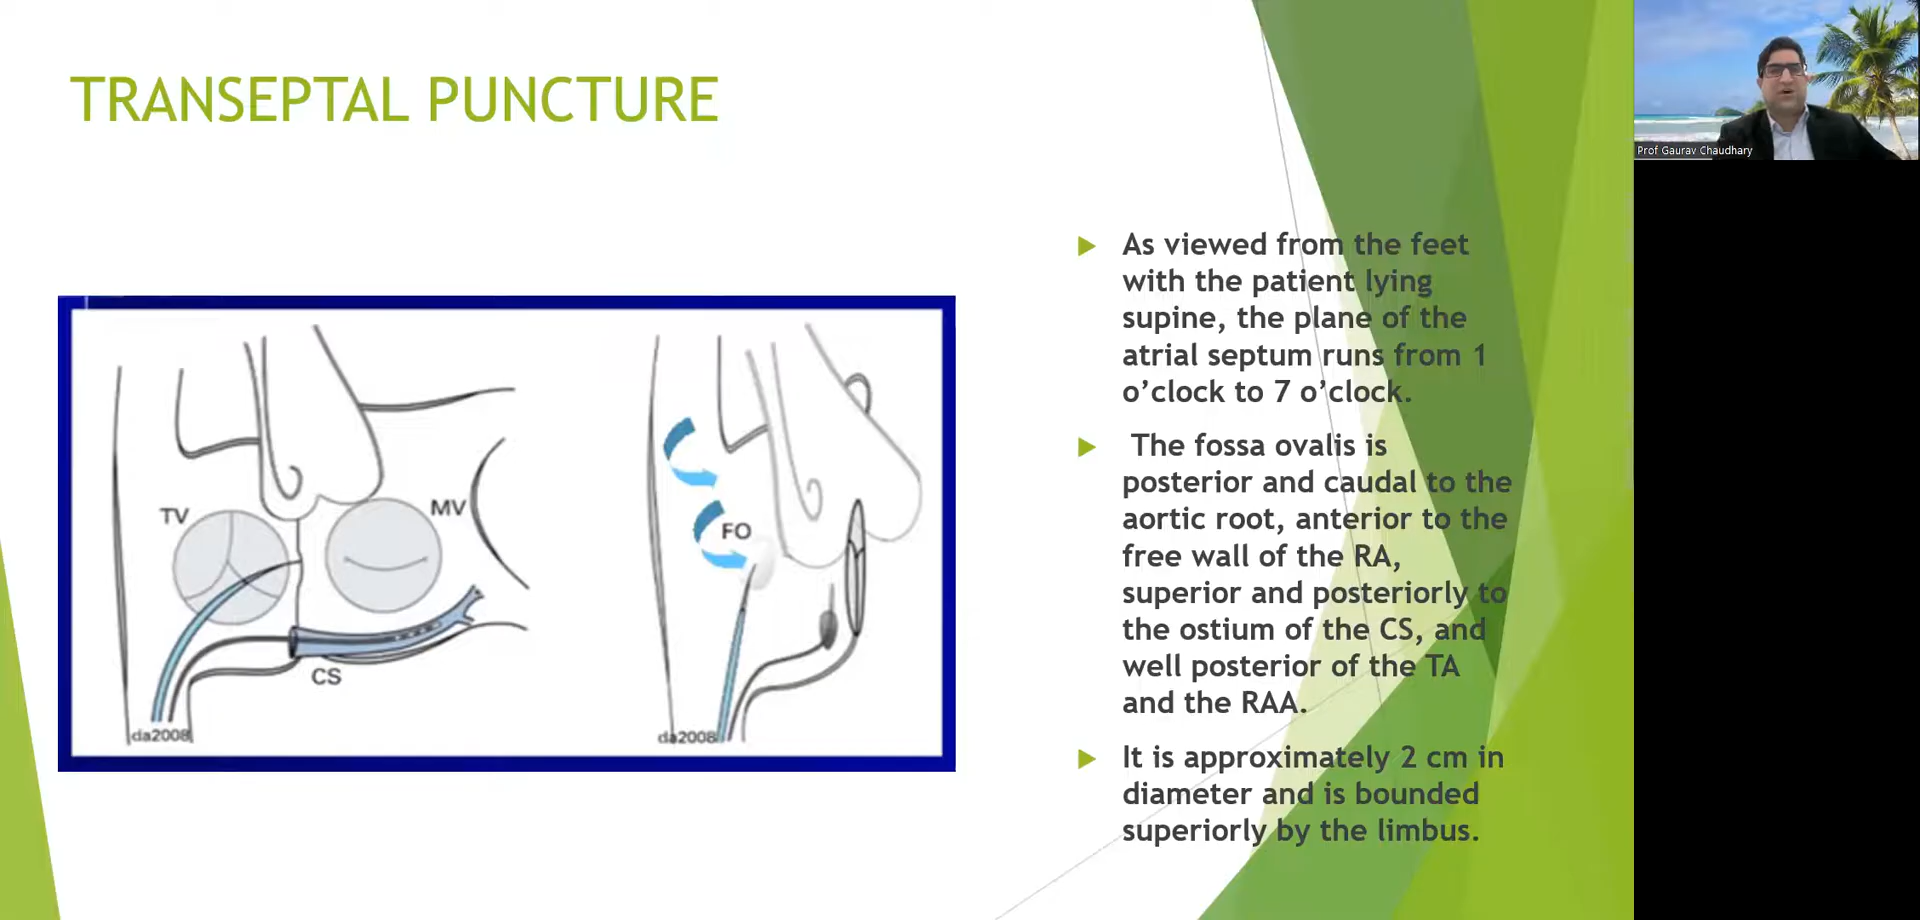 TRANSEPTAL PUNCTURE
Prof Gaurav Chaudhary
As viewed from the feet
with the patient lying
supine, the plane of the
atrial septum runs from 1
o’clock to 7 o’clock.
The fossa ovalis is
posterior and caudal to the
aortic root, anterior to the
free wall of the RA,
superior and posteriorly to
the ostium of the CS, and
well posterior of the TA
and the RAA.
It is approximately 2 cm in
diameter and is bounded
superiorly by the limbus.
TV
MV
CS
da2008
FO
da2008